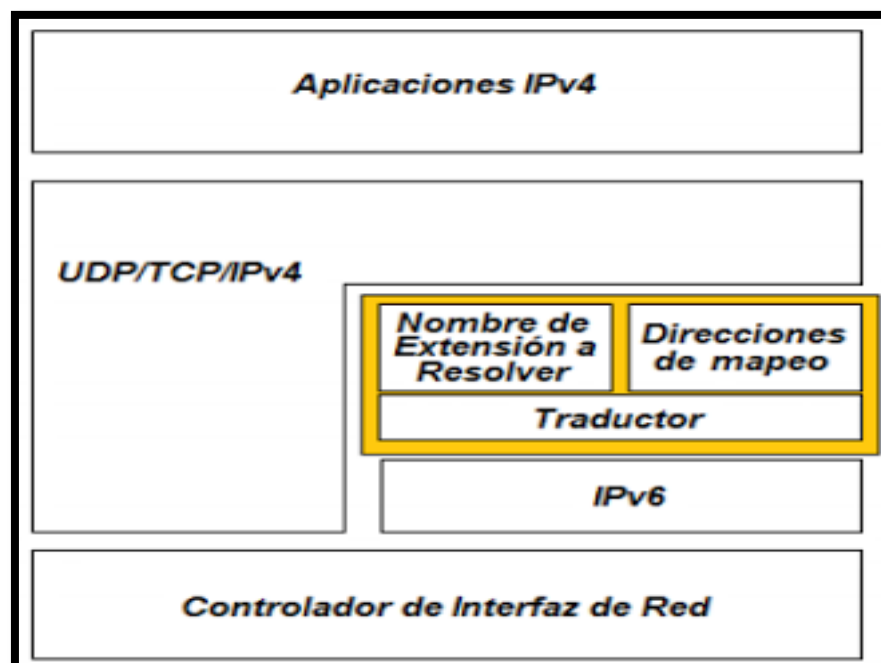 Aplicaciones IPv4
UDP/TCP/IPv4
Nombre de
Extensión a
Resolver
Direcciones
de mapeo
Traductor
IPv6
Controlador de Interfaz de Red